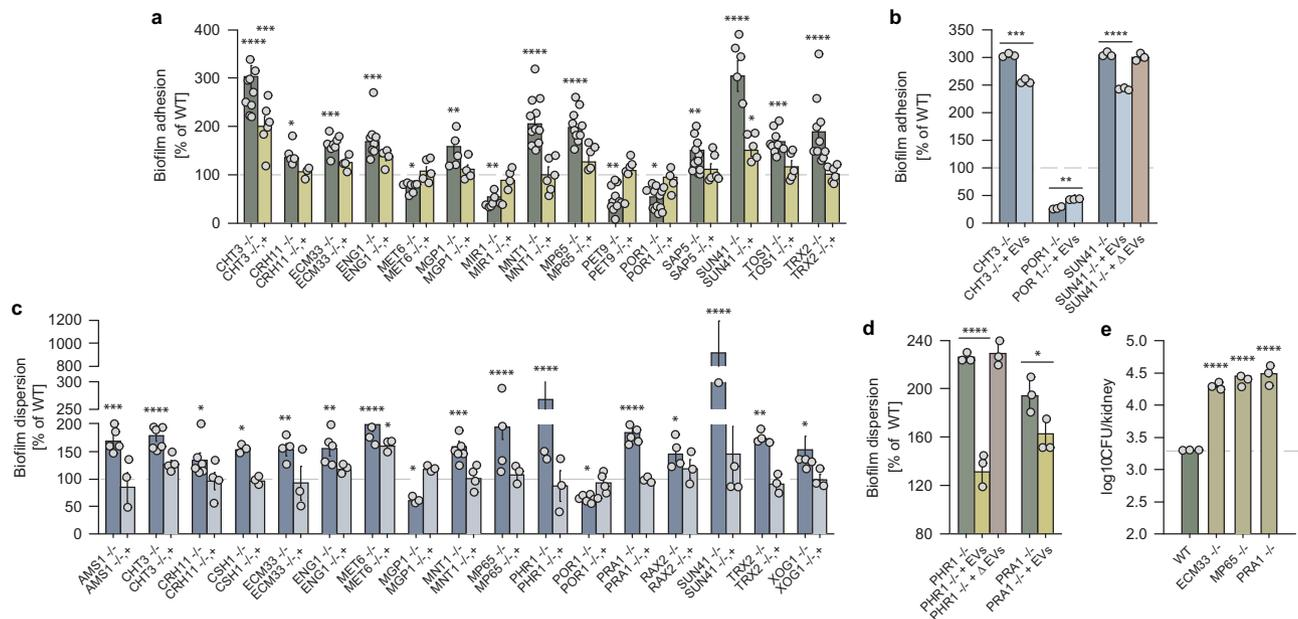 a
Biofilm adhesion
[% of WT]
400
300
200
100
0
**** *** * *** *** * ** ** **** **** ** * ** **** * *** ****
CHT3 -/-
CHT3 -/-,+
CRH11 -/-
CRH11 -/-,+
ECM33 -/-
ECM33 -/-,+
ENG1 -/-
ENG1 -/-,+
MET6 -/-
MET6 -/-,+
MGP1 -/-
MGP1 -/-,+
MIR1 -/-
MIR1 -/-,+
MNT1 -/-
MNT1 -/-,+
MP65 -/-
MP65 -/-,+
PET9 -/-
PET9 -/-,+
POR1 -/-
POR1 -/-,+
SAP5 -/-
SAP5 -/-,+
SUN41 -/-
SUN41 -/-,+
TOS1 -/-
TOS1 -/-,+
TRX2 -/-
TRX2 -/-,+
b
Biofilm adhesion
[% of WT]
350
300
250
200
150
100
50
0
*** ** ****
CHT3 -/-
CHT3 -/-+ EVs
POR1 -/-
POR 1-/-+ EVs
SUN41 -/-
SUN41 -/- + EVs
SUN41 -/- + Δ EVs
c
Biofilm dispersion
[% of WT]
1200
1000
800
300
250
200
150
100
50
0
*** **** * * ** ** **** * * *** **** **** * **** * **** ** *
AMS1 -/-
AMS1 -/-,+
CHT3 -/-
CHT3 -/-,+
CRH11 -/-
CRH11 -/-,+
CSH1 -/-
CSH1 -/-,+
ECM33 -/-
ECM33 -/-,+
ENG1 -/-
ENG1 -/-,+
MET6 -/-
MET6 -/-,+
MGP1 -/-
MGP1 -/-,+
MNT1 -/-
MNT1 -/-,+
MP65 -/-
MP65 -/-,+
PHR1 -/-
PHR1 -/-,+
POR1 -/-
POR1 -/-,+
PRA1 -/-
PRA1 -/-,+
RAX2 -/-
RAX2 -/-,+
SUN41 -/-
SUN41 -/-,+
TRX2 -/-
TRX2 -/-,+
XOG1 -/-
XOG1 -/-,+
d
Biofilm dispersion
[% of WT]
240
200
160
120
80
**** *
PHR1 -/-
PHR1 -/-+ EVs
PHR1 -/-+ Δ EVs
PRA1 -/-
PRA1 -/-+ EVs
e
log10CFU/kidney
5.0
4.5
4.0
3.5
3.0
2.5
2.0
**** **** ****
WT
ECM33 -/-
MP65 -/-
PRA1 -/-